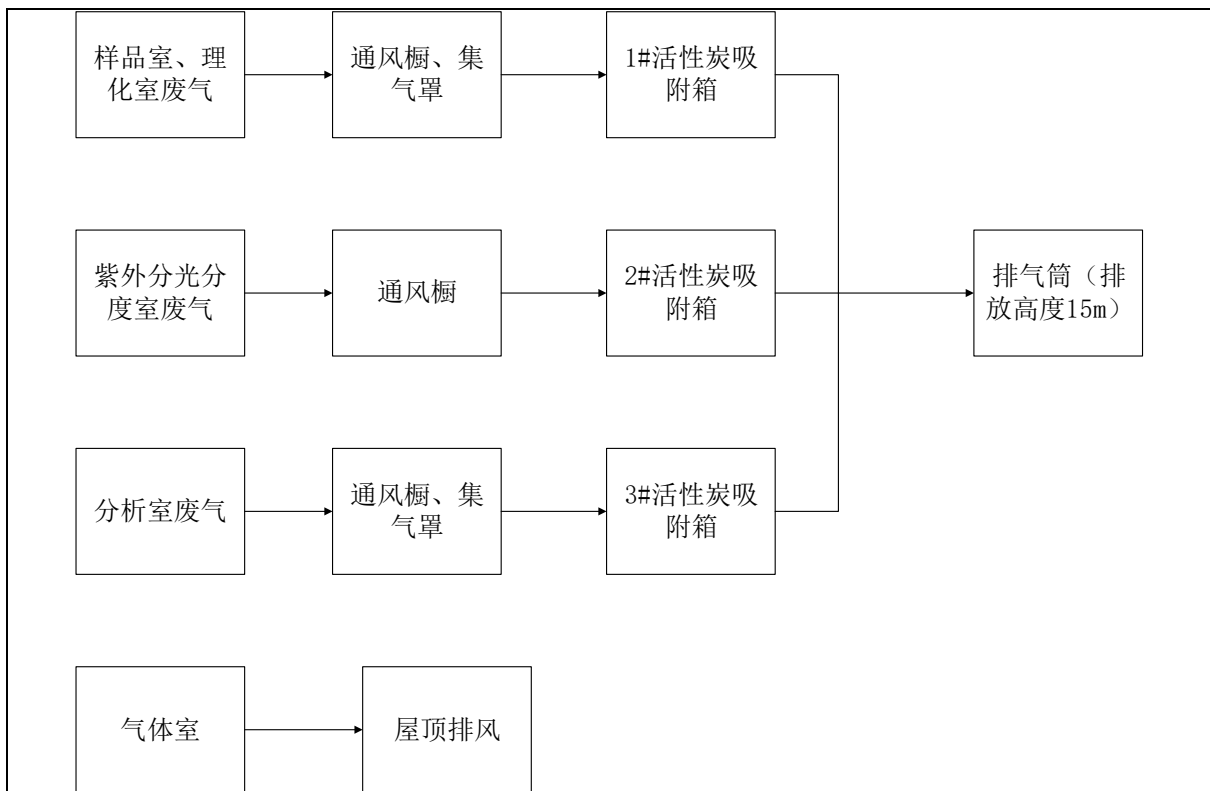 样品室、理
化室废气
通风橱、集
气罩
1#活性炭吸
附箱
紫外分光分
度室废气
通风橱
2#活性炭吸
附箱
排气筒（排
放高度15m）
分析室废气
通风橱、集
气罩
3#活性炭吸
附箱
气体室
屋顶排风